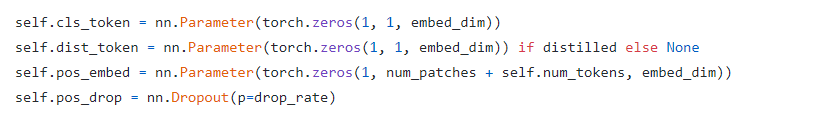 self.cls_token = nn.Parameter(torch.zeros(1, 1, embed_dim))
self.dist_token = nn.Parameter(torch.zeros(1, 1, embed_dim)) if distilled else None
self.pos_embed = nn.Parameter(torch.zeros(1, num_patches + self.num_tokens, embed_dim))
self.pos_drop = nn.Dropout(p=drop_rate)